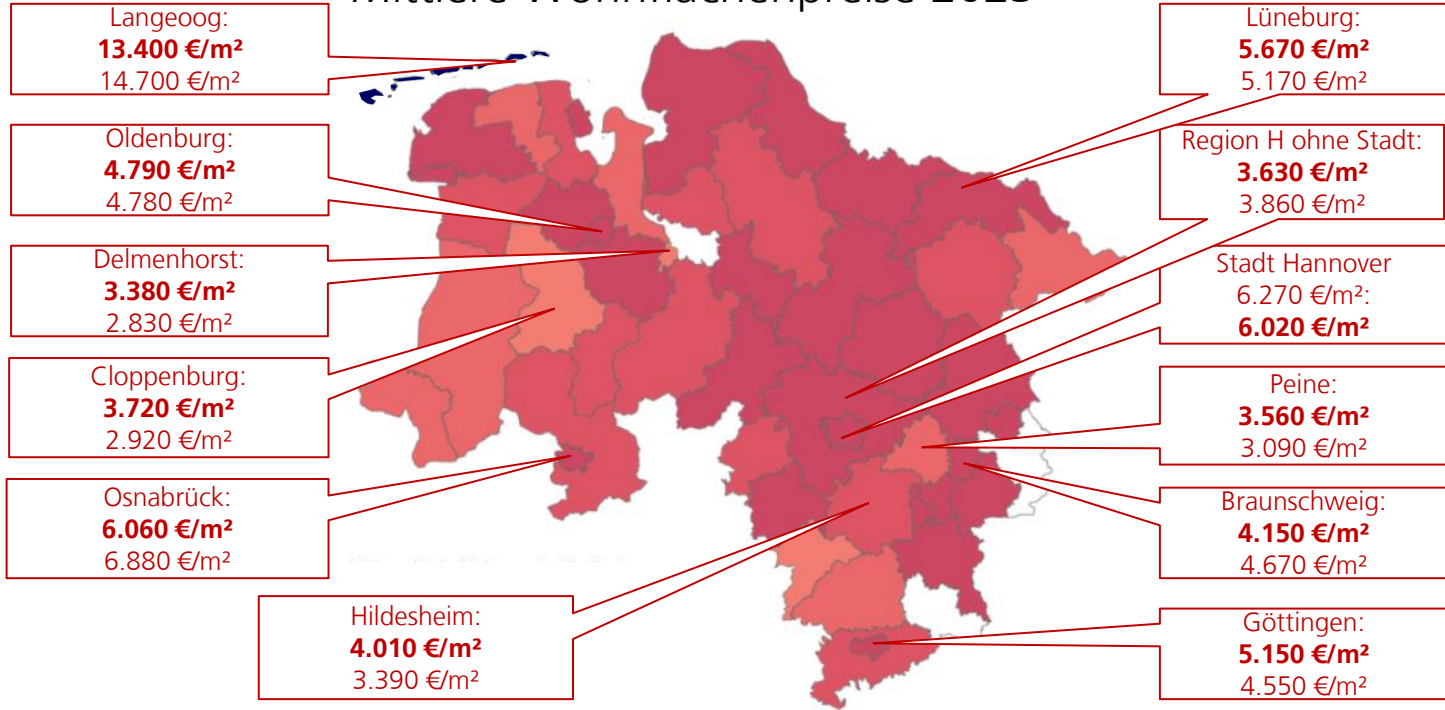 Mittlere Wohnflächenpreise 2023
Langeoog:
13.400 €/m²
14.700 €/m²
Oldenburg:
4.790 €/m²
4.780 €/m²
Delmenhorst:
3.380 €/m²
2.830 €/m²
Cloppenburg:
3.720 €/m²
2.920 €/m²
Osnabrück:
6.060 €/m²
6.880 €/m²
Hildesheim:
4.010 €/m²
3.390 €/m²
Lüneburg:
5.670 €/m²
5.170 €/m²
Region H ohne Stadt:
3.630 €/m²
3.860 €/m²
Stadt Hannover
6.270 €/m²:
6.020 €/m²
Peine:
3.560 €/m²
3.090 €/m²
Braunschweig:
4.150 €/m²
4.670 €/m²
Göttingen:
5.150 €/m²
4.550 €/m²